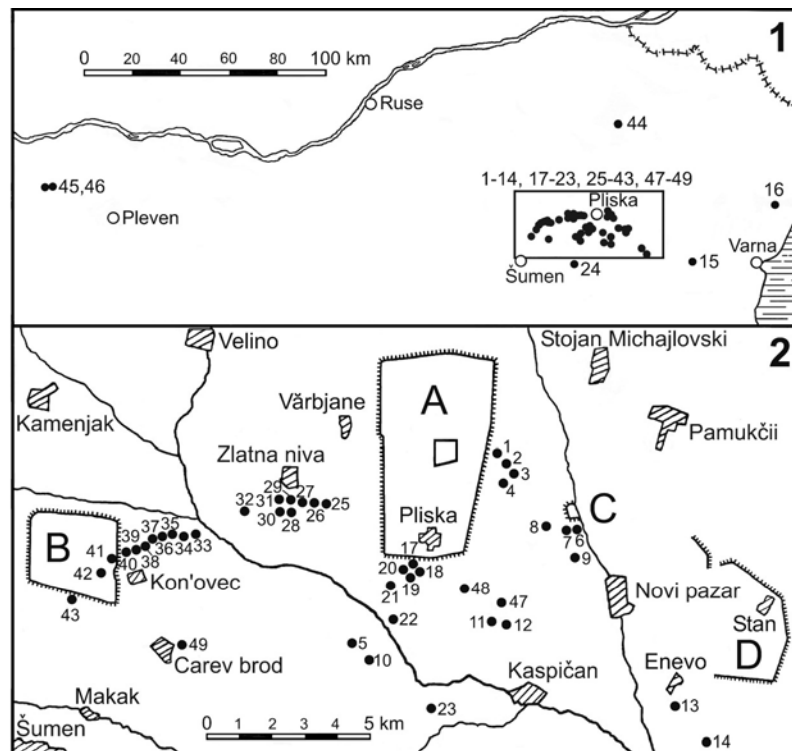 1
0 20 40 60 80 100 km
Ruse
44
1-14, 17-23, 25-43, 47-49
45,46
Pleven
Pliska
16
Šumen
24
15
Varna
2
Velino
Stojan Michajlovski
Kamenjak
Vărbjane
A
Pamukčii
Zlatna niva
1
2
3
4
29
27
32
31
26
25
30
28
C
B
39
37
35
Pliska
8
7
6
41
40
38
36
34
33
17
9
42
Kon'ovec
20
18
19
21
48
47
Novi pazar
Stan
43
22
11
12
D
49
5
Carev brod
10
Kaspičan
Enevo
Makak
23
13
Šumen
0 1 2 3 4 5 km
14